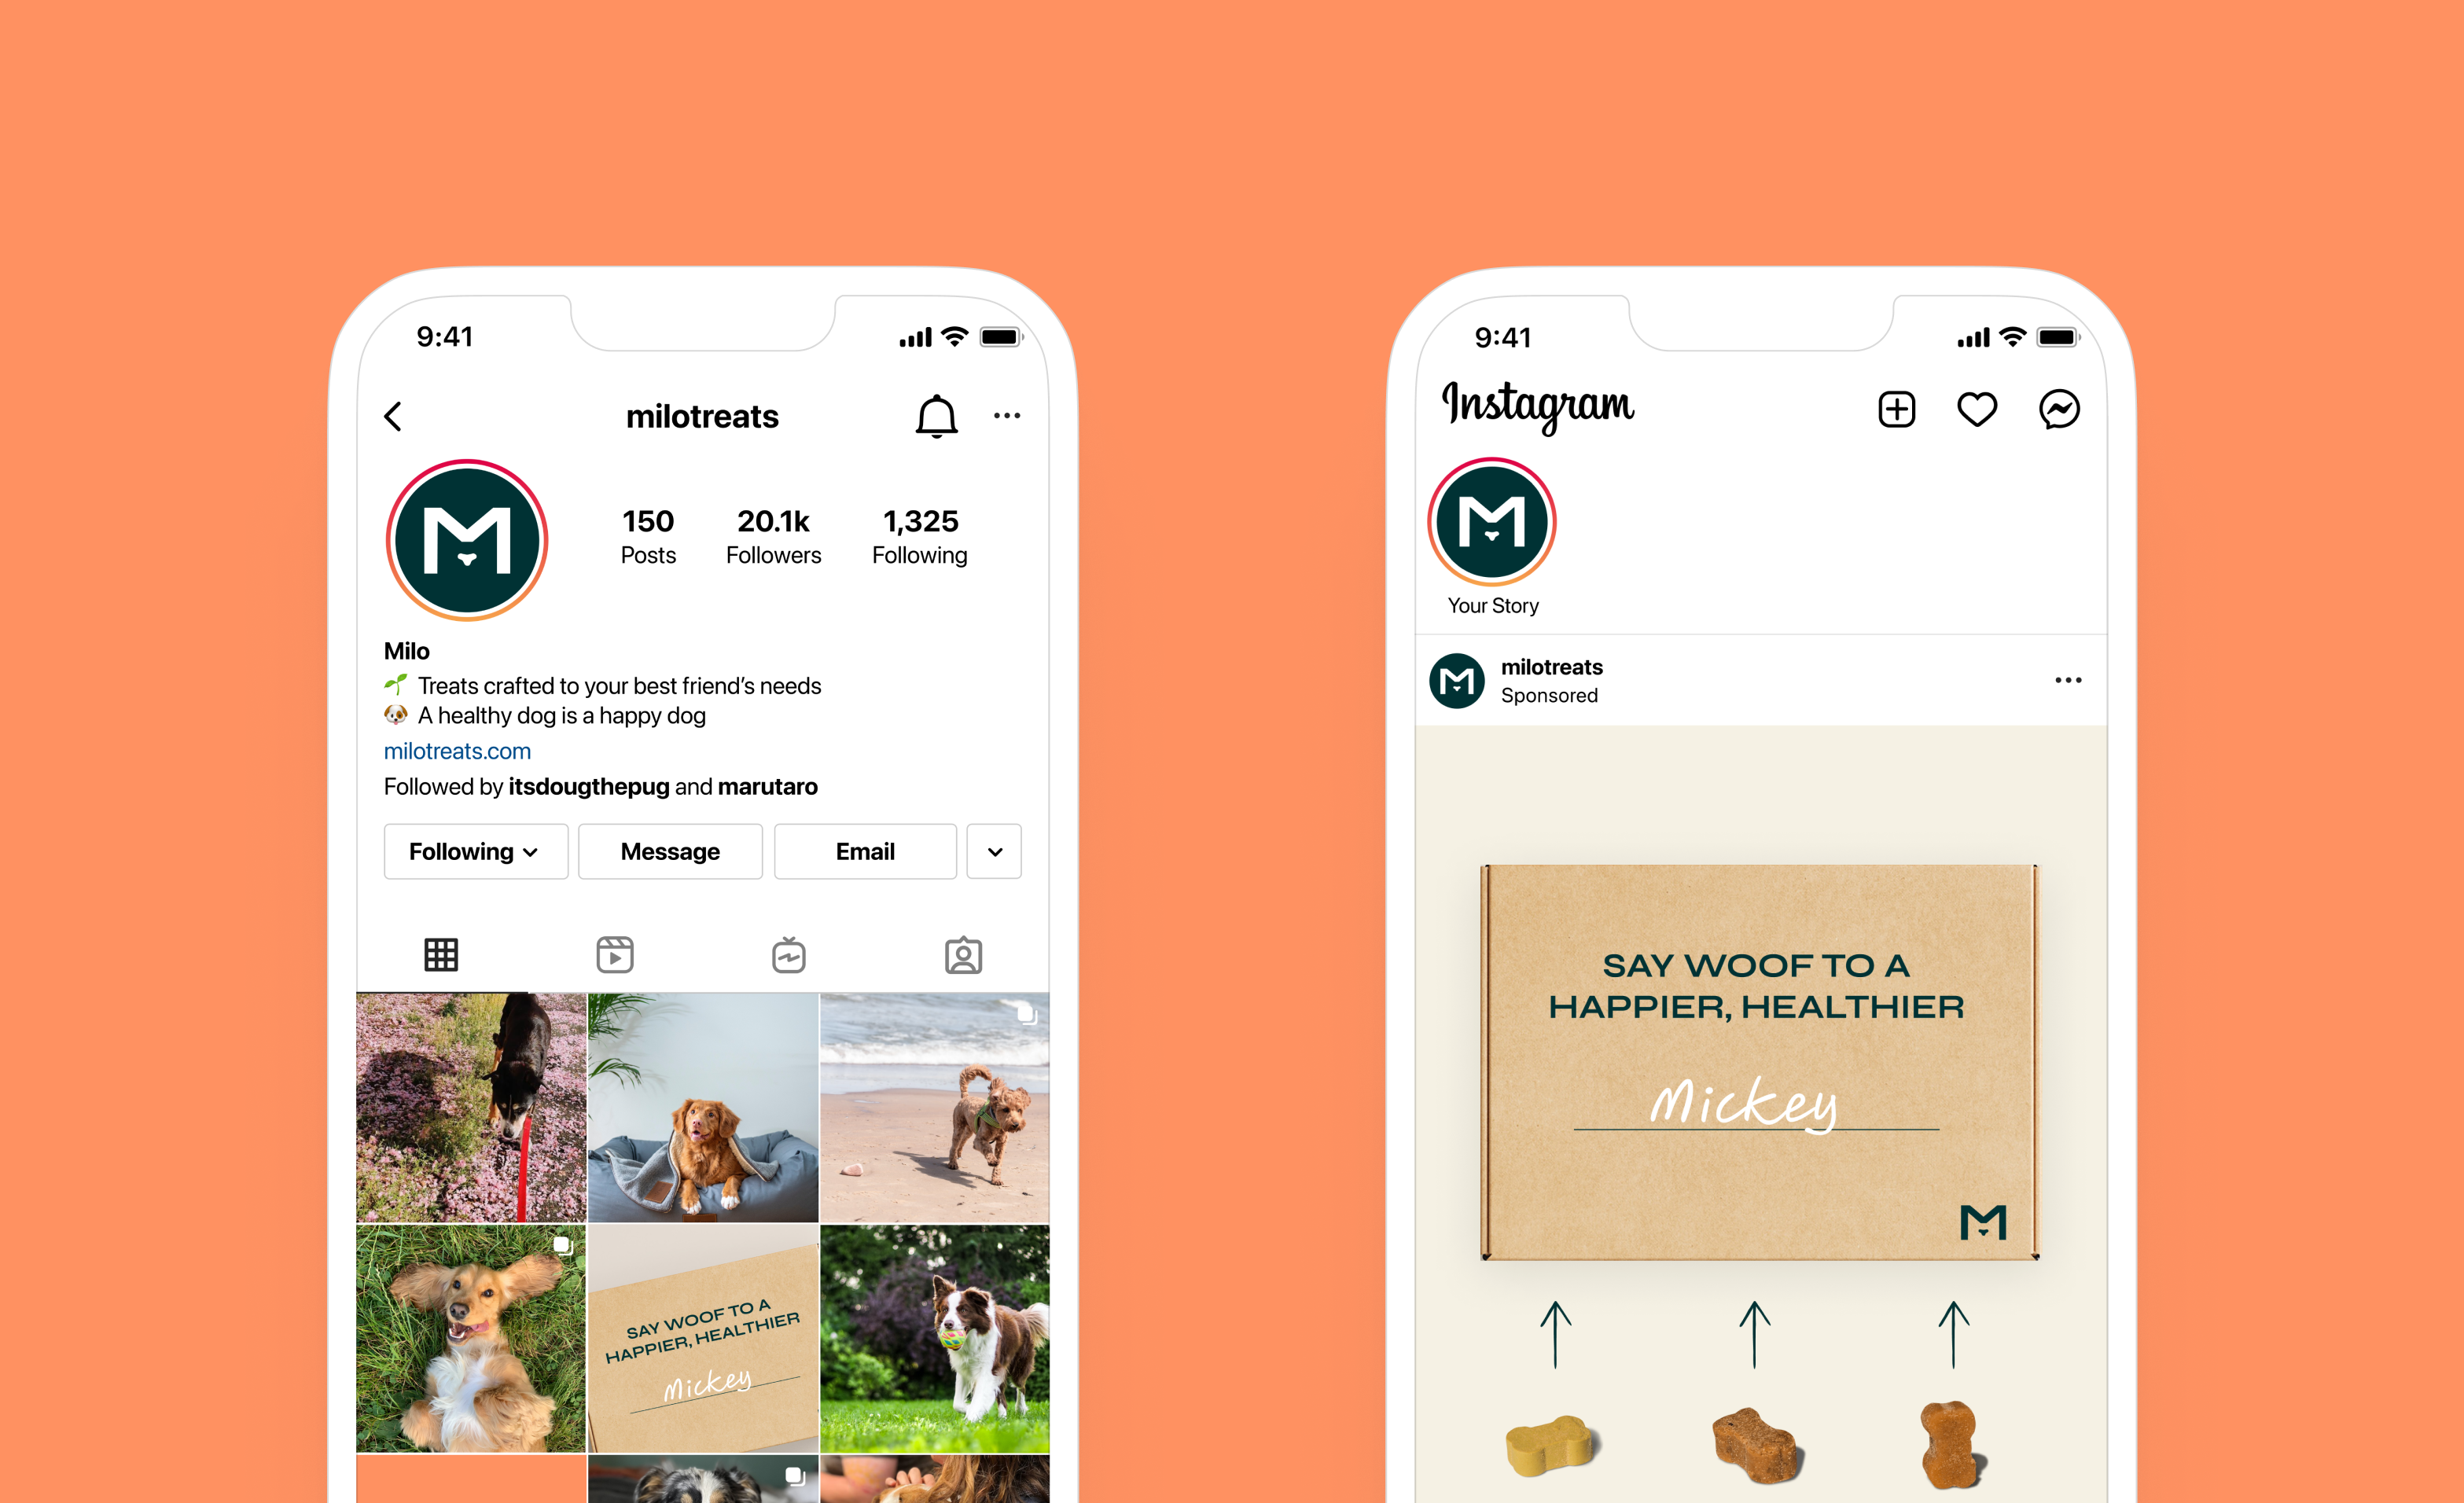 9:41
milotreats
M
150
20.1k
1,325
Posts
Followers
Following
Milo
🌱 Treats crafted to your best friend’s needs
🐶 A healthy dog is a happy dog
milotreats.com
Followed by itsdougthepug and marutaro
Following
Message
Email
SAY WOOF TO A
HAPPIER, HEALTHIER
Mickey
9:41
Instagram
M
Your Story
M
milotreats
Sponsored
SAY WOOF TO A
HAPPIER, HEALTHIER
Mickey
M